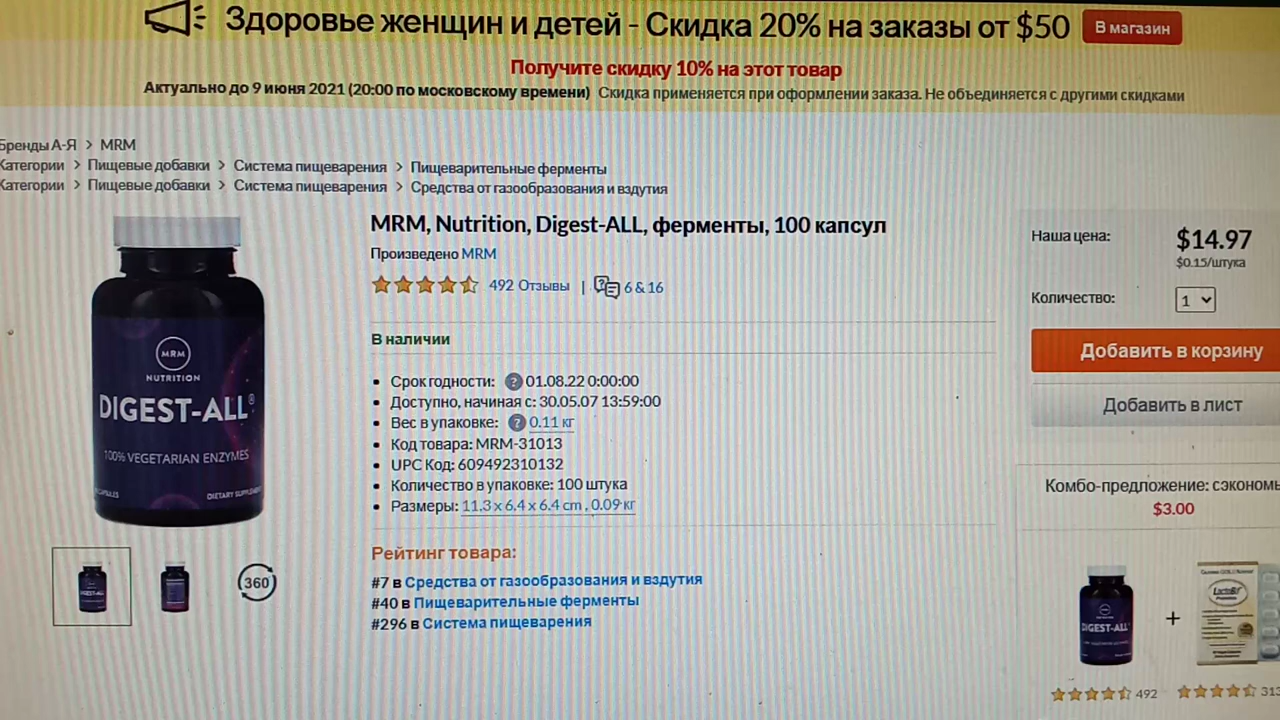 Здоровье женщин и детей - Скидка 20% на заказы от $50 В магазин
Получите скидку 10% на этот товар
Актуально до 9 июня 2021 (20:00 по московскому времени) Скидка применяется при оформлении заказа. Не объединяется с другими скидками
Бренды А-Я > MRM
Категории > Пищевые добавки > Система пищеварения > Пищеварительные ферменты
Категории > Пищевые добавки > Система пищеварения > Средства от газообразования и вздутия
MRM, Nutrition, Digest-ALL, ферменты, 100 капсул
Произведено MRM
492 Отзывы | 6 & 16
В наличии
Срок годности: ? 01.08.22 0:00:00
Доступно, начиная с: 30.05.07 13:59:00
Вес в упаковке: ? 0.11 кг
Код товара: MRM-31013
UPC Код: 609492310132
Количество в упаковке: 100 штука
Размеры: 11.3 x 6.4 x 6.4 cm , 0.09 кг
Рейтинг товара:
#7 в Средства от газообразования и вздутия
#40 в Пищеварительные ферменты
#296 в Система пищеварения
MRM
NUTRITION
DIGEST-ALL®
100% VEGETARIAN ENZYMES
DIETARY
360
Наша цена: $14.97
$0.15/штука
Количество: 1
Добавить в корзину
Добавить в лист
Комбо-предложение: сэкономь
$3.00
DIGEST-ALL
+
LactoBif
492
313